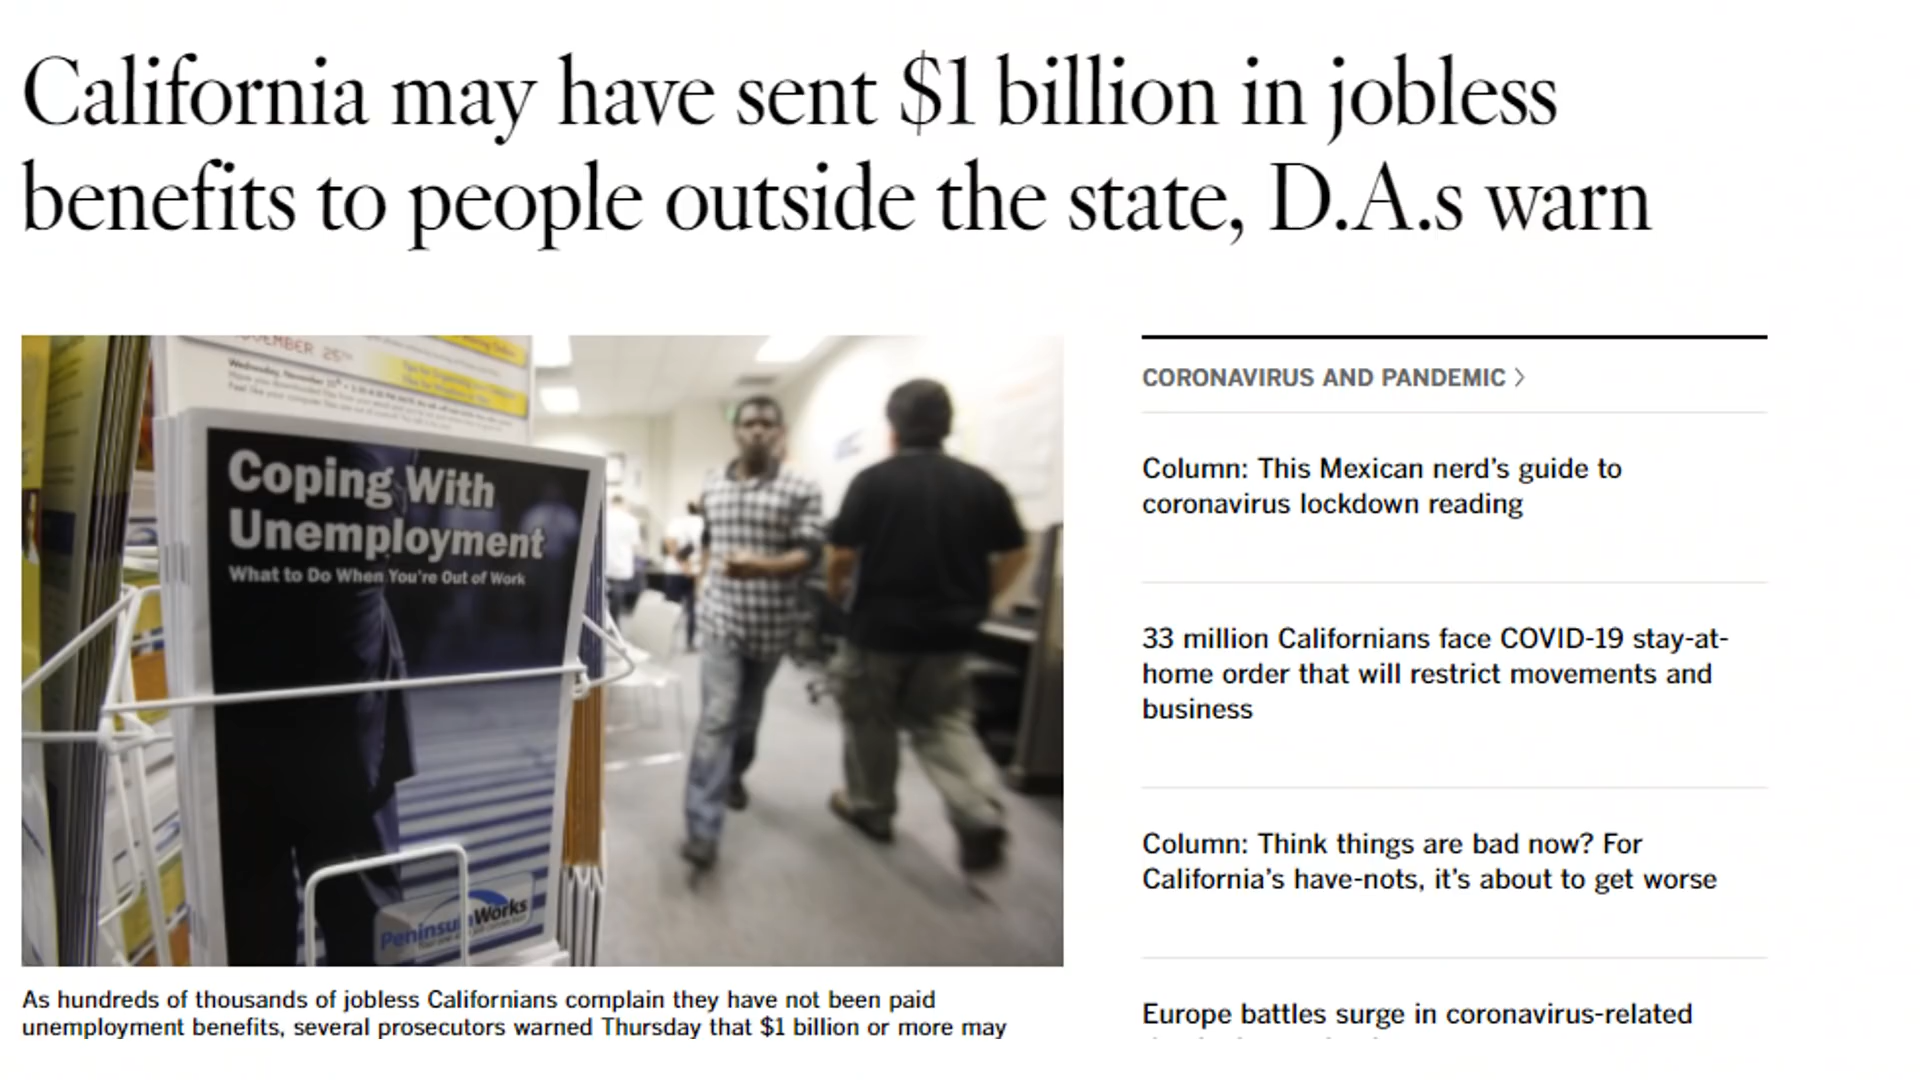 California may have sent $1 billion in jobless
benefits to people outside the state, D.A.s warn
EMBER 25TH
Coping With
Unemployment
What to Do When You're Out of Work
PeninsulaWorks
As hundreds of thousands of jobless Californians complain they have not been paid
unemployment benefits, several prosecutors warned Thursday that $1 billion or more may
CORONAVIRUS AND PANDEMIC >
Column: This Mexican nerd’s guide to
coronavirus lockdown reading
33 million Californians face COVID-19 stay-at-
home order that will restrict movements and
business
Column: Think things are bad now? For
California’s have-nots, it’s about to get worse
Europe battles surge in coronavirus-related